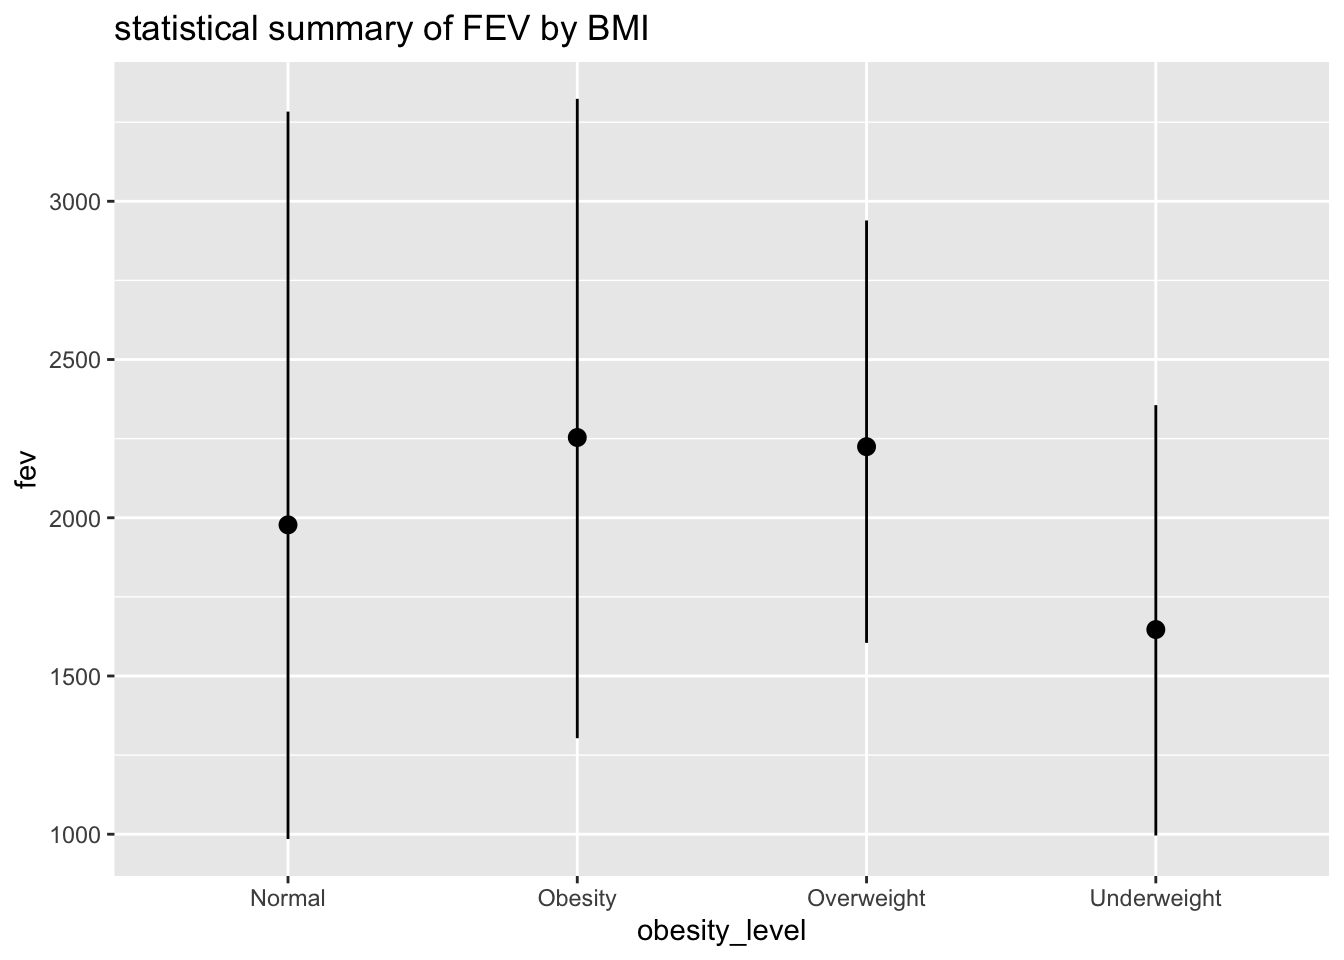 statistical summary of FEV by BMI
fev
3000
2500
2000
1500
1000
Normal Obesity Overweight Underweight
obesity_level